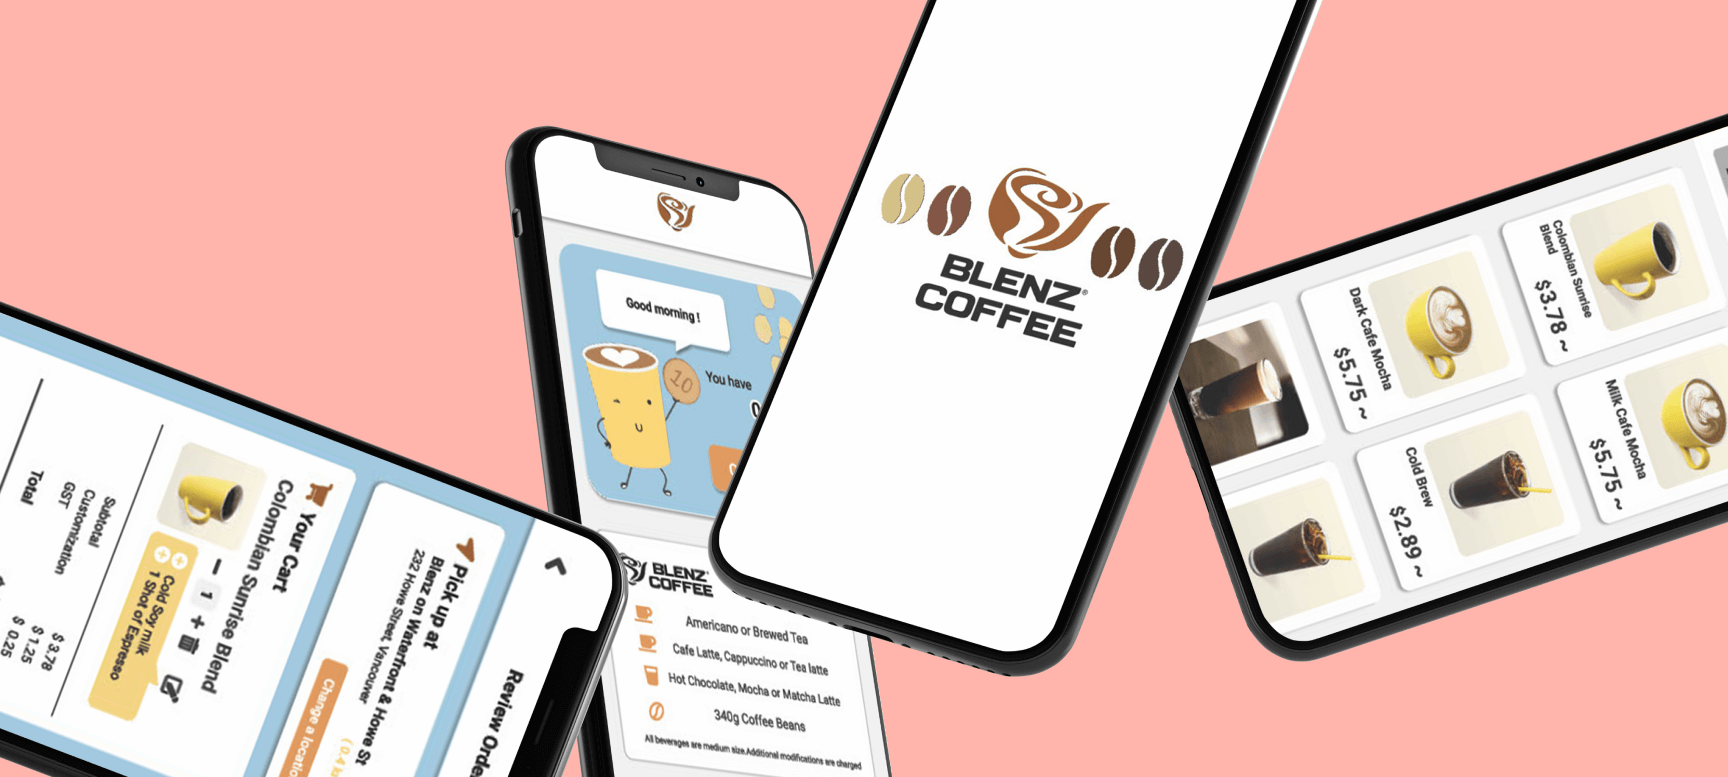 Good morning !
10
You have
BLENZ®
COFFEE
Americano or Brewed Tea
Cafe Latte, Cappuccino or Tea latte
Hot Chocolate, Mocha or Matcha Latte
340g Coffee Beans
All beverages are medium size.Additional modifications are charged
BLENZ®
COFFEE
Review Orde
Pick up at
Blenz on Waterfront & Howe St
292 Howe Street, Vancouver
( 0.4
Change a locatio
Your Cart
Colombian Sunrise Blend
1
Cold Soy milk
1 Shot of Espresso
Subtotal
$ 3.78
Customization
$ 1.25
GST
$ 0.25
Total
Colombian Sunrise
Blend
$3.78 ~
Dark Cafe Mocha
$5.75 ~
Milk Cafe Mocha
$5.75 ~
Cold Brew
$2.89 ~